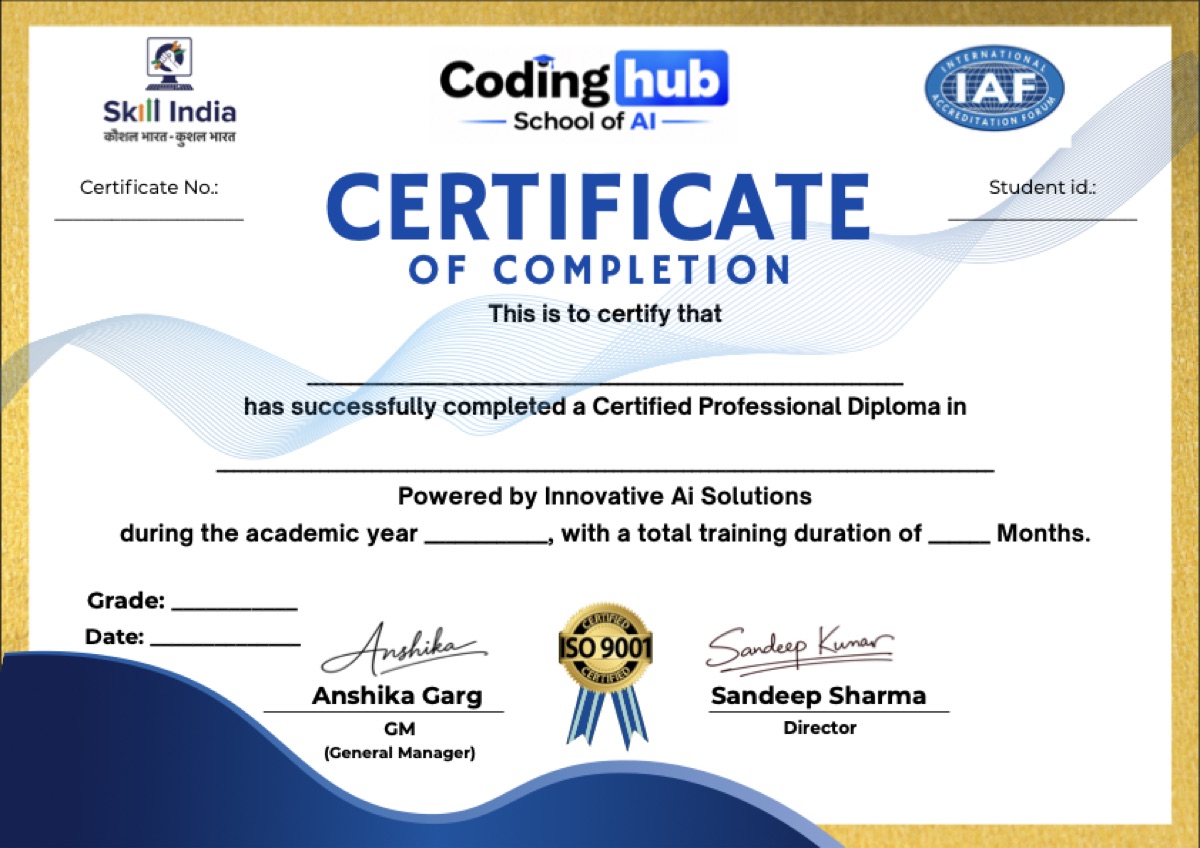 Skill India
कौशल भारत - कुशल भारत
Coding hub
School of AI
INTERNATIONAL
IAF
ACCREDITATION FORUM
Certificate No.:
Student id.:
CERTIFICATE
OF COMPLETION
This is to certify that
has successfully completed a Certified Professional Diploma in
Powered by Innovative Ai Solutions
during the academic year __________, with a total training duration of _____ Months.
Grade: __________
Date: ____________
Anshika
CERTIFIED
ISO 9001
CERTIFIED
Sandeep Kumar
Anshika Garg
Sandeep Sharma
GM
(General Manager)
Director